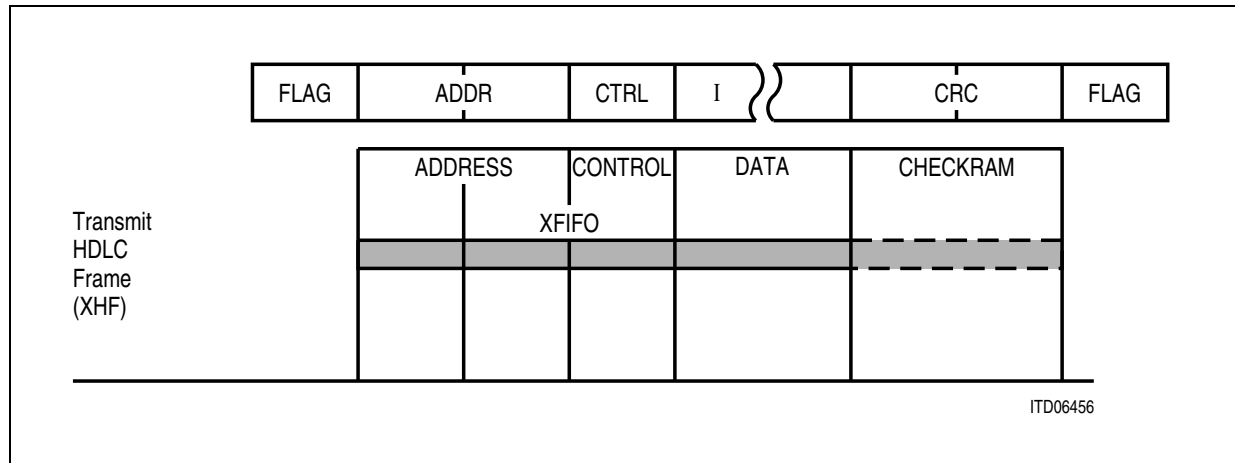 FLAG ADDR CTRL I CRC FLAG
ADDRESS CONTROL DATA CHECKRAM
XFIFO
Transmit
HDLC
Frame
(XHF)
ITD06456